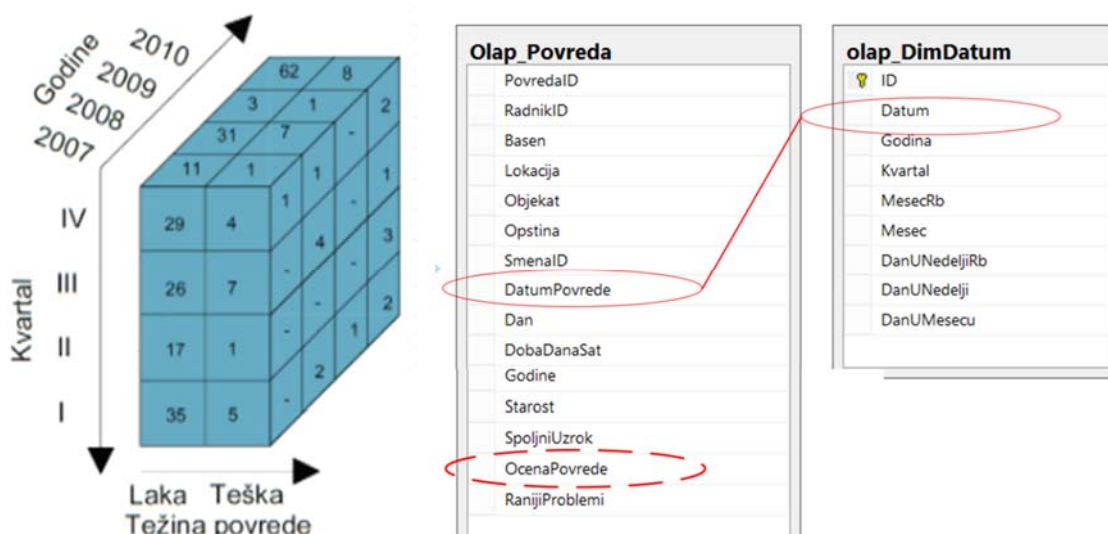 Godine
2010
2009
2008
2007
62 8
3 1
31 7
11 1
29 4
26 7
17 1
35 5
1 1 - 2
- 4 - 1
- - - 3
- 2 1 2
Kvartal
IV
III
II
I
Laka Teška
Težina povrede
Olap_Povreda
PovredaID
RadnikID
Basen
Lokacija
Objekat
Opstina
SmenaID
DatumPovrede
Dan
DobaDanaSat
Godine
Starost
SpoljniUzrok
OcenaPovrede
RanijiProblemi
olap_DimDatum
ID
Datum
Godina
Kvartal
MesecRb
Mesec
DanUNedeljiRb
DanUNedelji
DanUMesecu